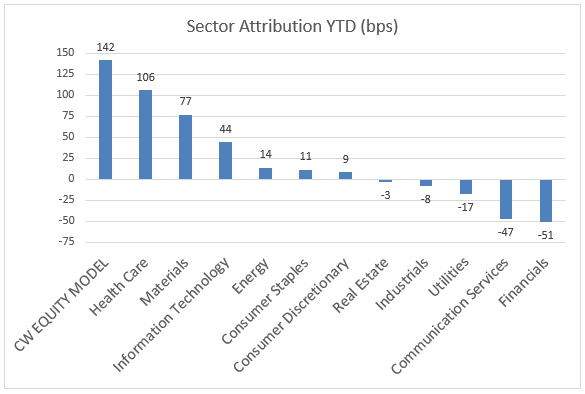 Sector Attribution YTD (bps)
150
125
100
75
50
25
0
-25
-50
-75
142
106
77
44
14
11
9
-3
-8
-17
-47
-51
CW EQUITY MODEL
Health Care
Materials
Information Technology
Energy
Consumer Staples
Consumer Discretionary
Real Estate
Industrials
Utilities
Communication Services
Financials